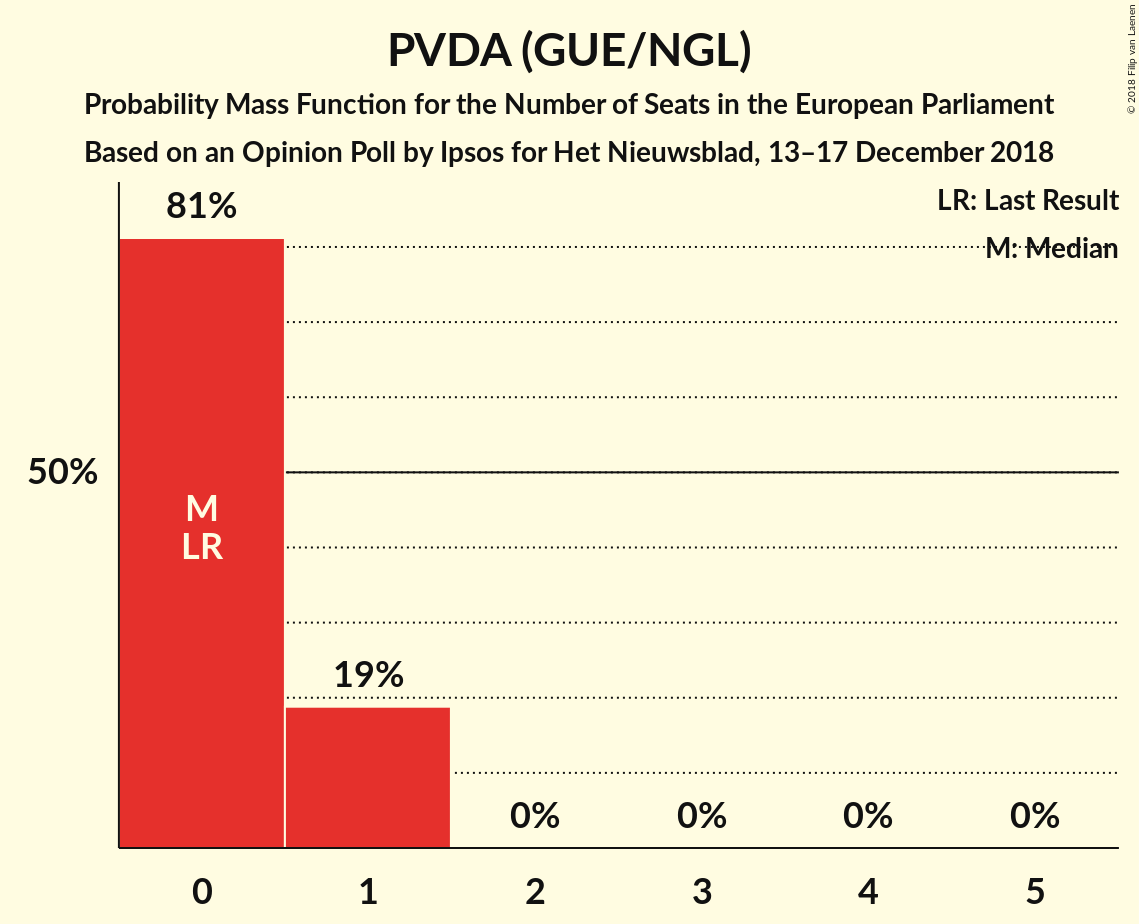 PVDA (GUE/NGL)
Probability Mass Function for the Number of Seats in the European Parliament
Based on an Opinion Poll by Ipsos for Het Nieuwsblad, 13–17 December 2018
© 2018 Filip van Laenen
LR: Last Result
M: Median
81%
50%
M
LR
19%
0%
0%
0%
0%
0
1
2
3
4
5